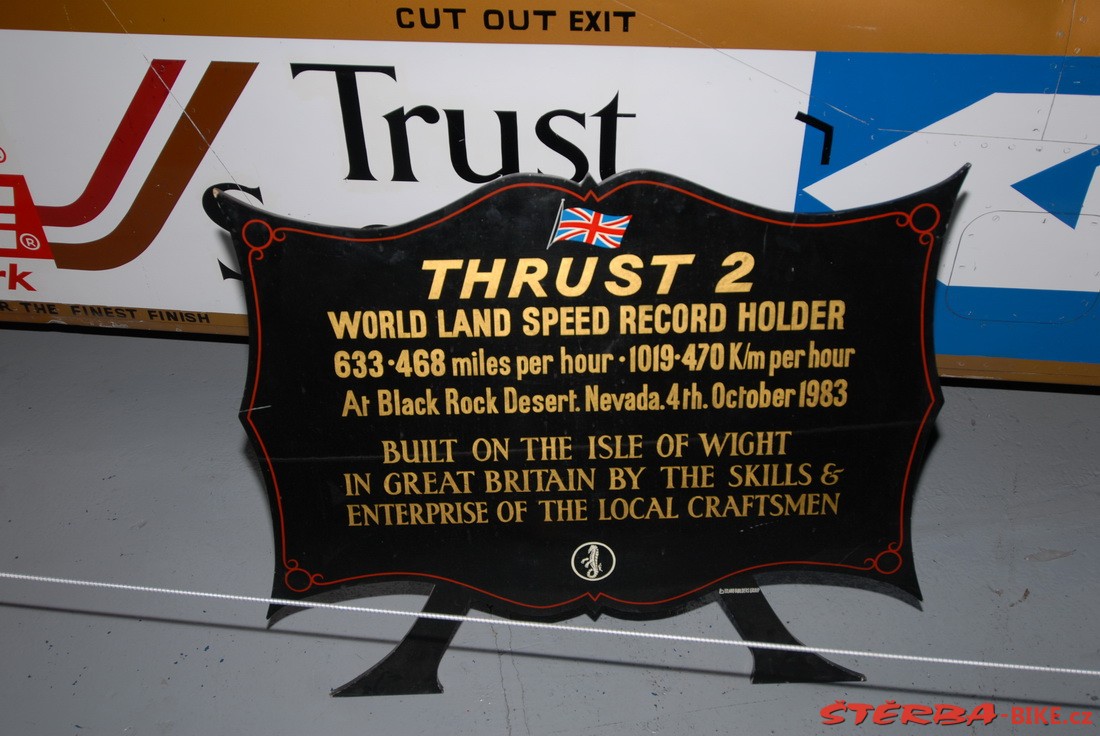 CUT OUT EXIT
Trust
S
®
rk
R THE FINEST FINISH
THRUST 2
WORLD LAND SPEED RECORD HOLDER
633·468 miles per hour · 1019·470 K/m per hour
At Black Rock Desert. Nevada. 4th. October 1983
BUILT ON THE ISLE OF WIGHT
IN GREAT BRITAIN BY THE SKILLS &
ENTERPRISE OF THE LOCAL CRAFTSMEN
ŠTĚRBA-BIKE.cz